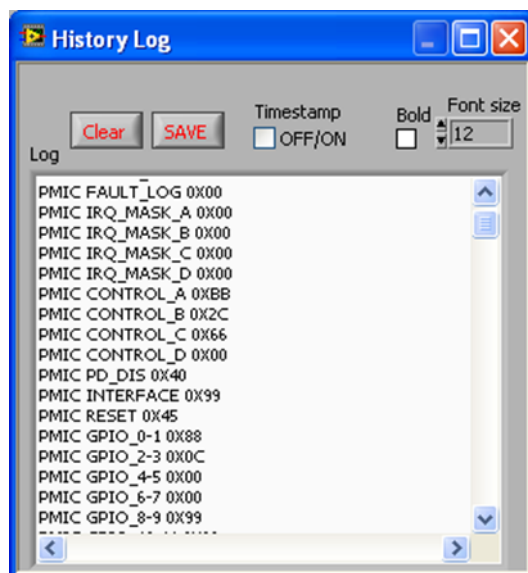 History Log
Clear SAVE Timestamp OFF/ON Bold Font size 12
Log
PMIC FAULT_LOG 0X00
PMIC IRQ_MASK_A 0X00
PMIC IRQ_MASK_B 0X00
PMIC IRQ_MASK_C 0X00
PMIC IRQ_MASK_D 0X00
PMIC CONTROL_A 0XBB
PMIC CONTROL_B 0X2C
PMIC CONTROL_C 0X66
PMIC CONTROL_D 0X00
PMIC PD_DIS 0X40
PMIC INTERFACE 0X99
PMIC RESET 0X45
PMIC GPIO_0-1 0X88
PMIC GPIO_2-3 0X0C
PMIC GPIO_4-5 0X00
PMIC GPIO_6-7 0X00
PMIC GPIO_8-9 0X99